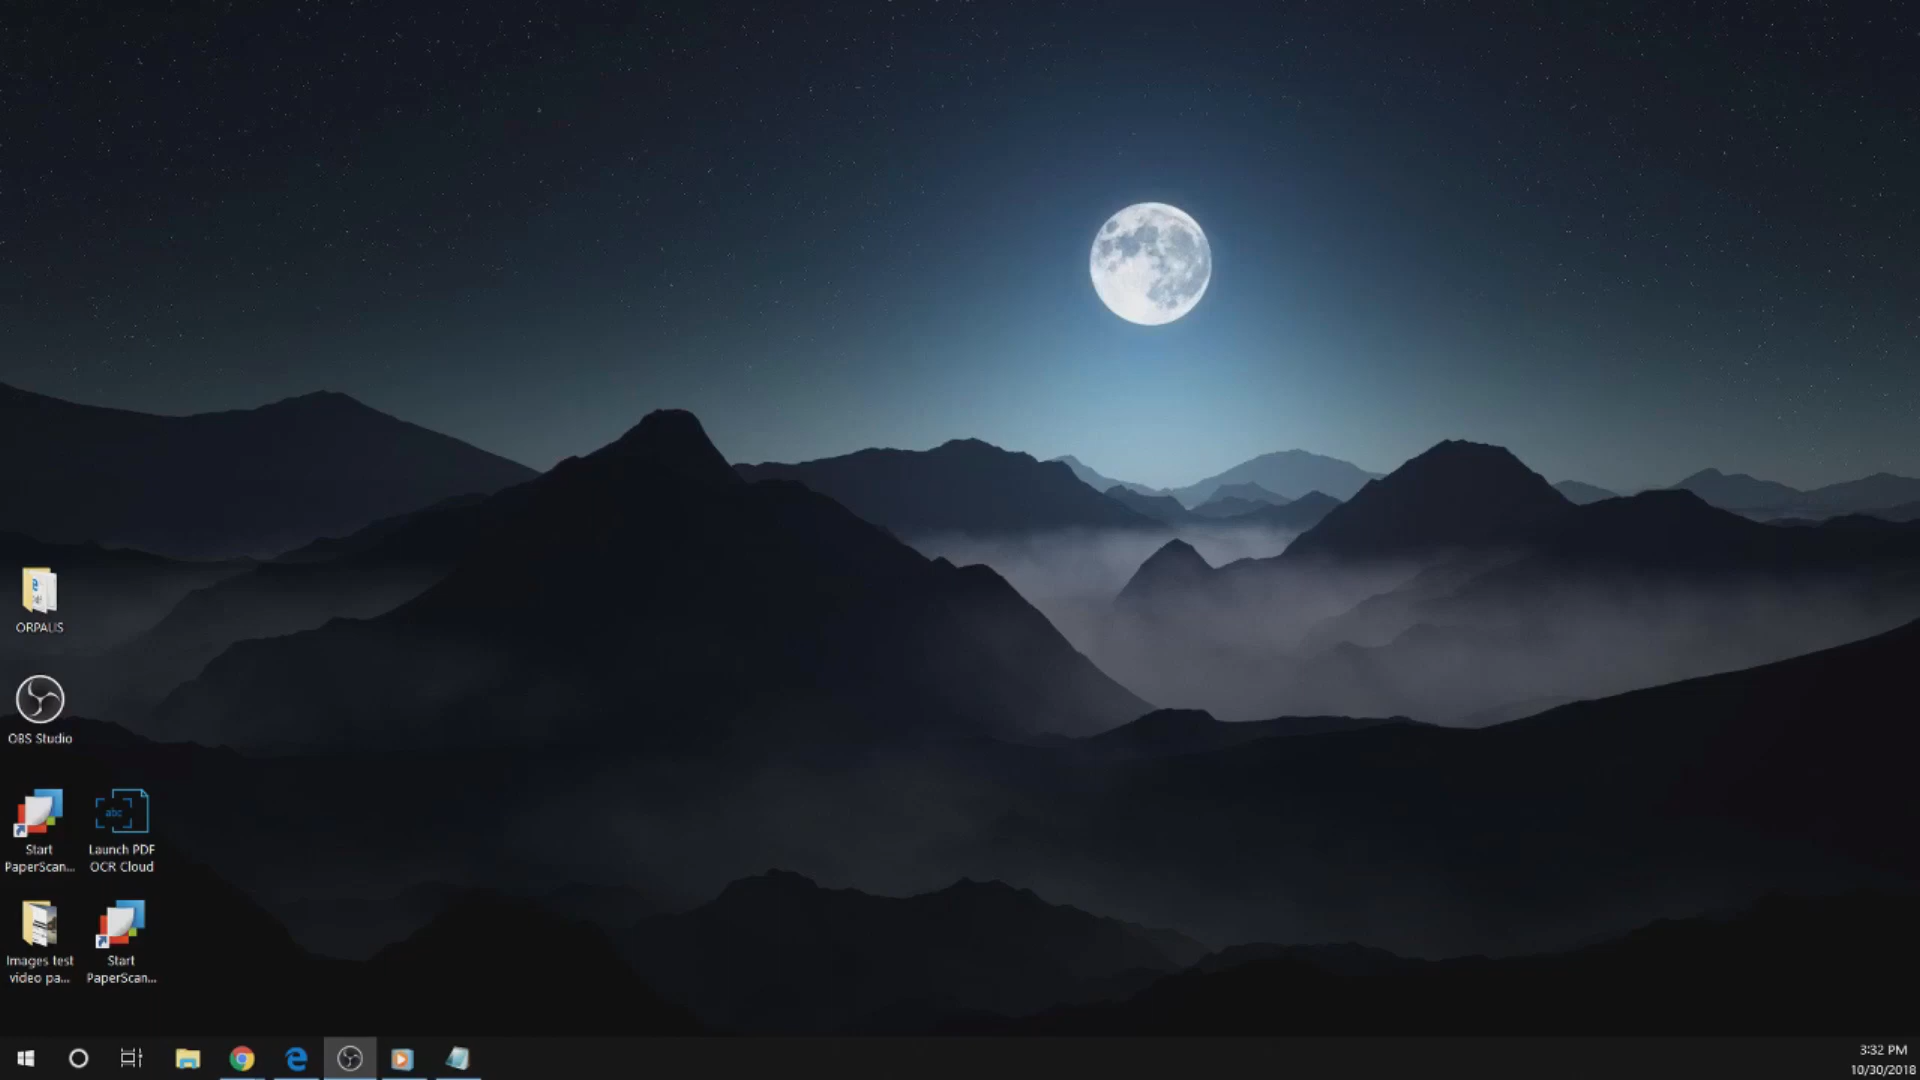 ORPALIS
OBS Studio
Start
PaperScan...
abc
Launch PDF
OCR Cloud
Images test
video pa...
Start
PaperScan...
3:32 PM
10/30/2018